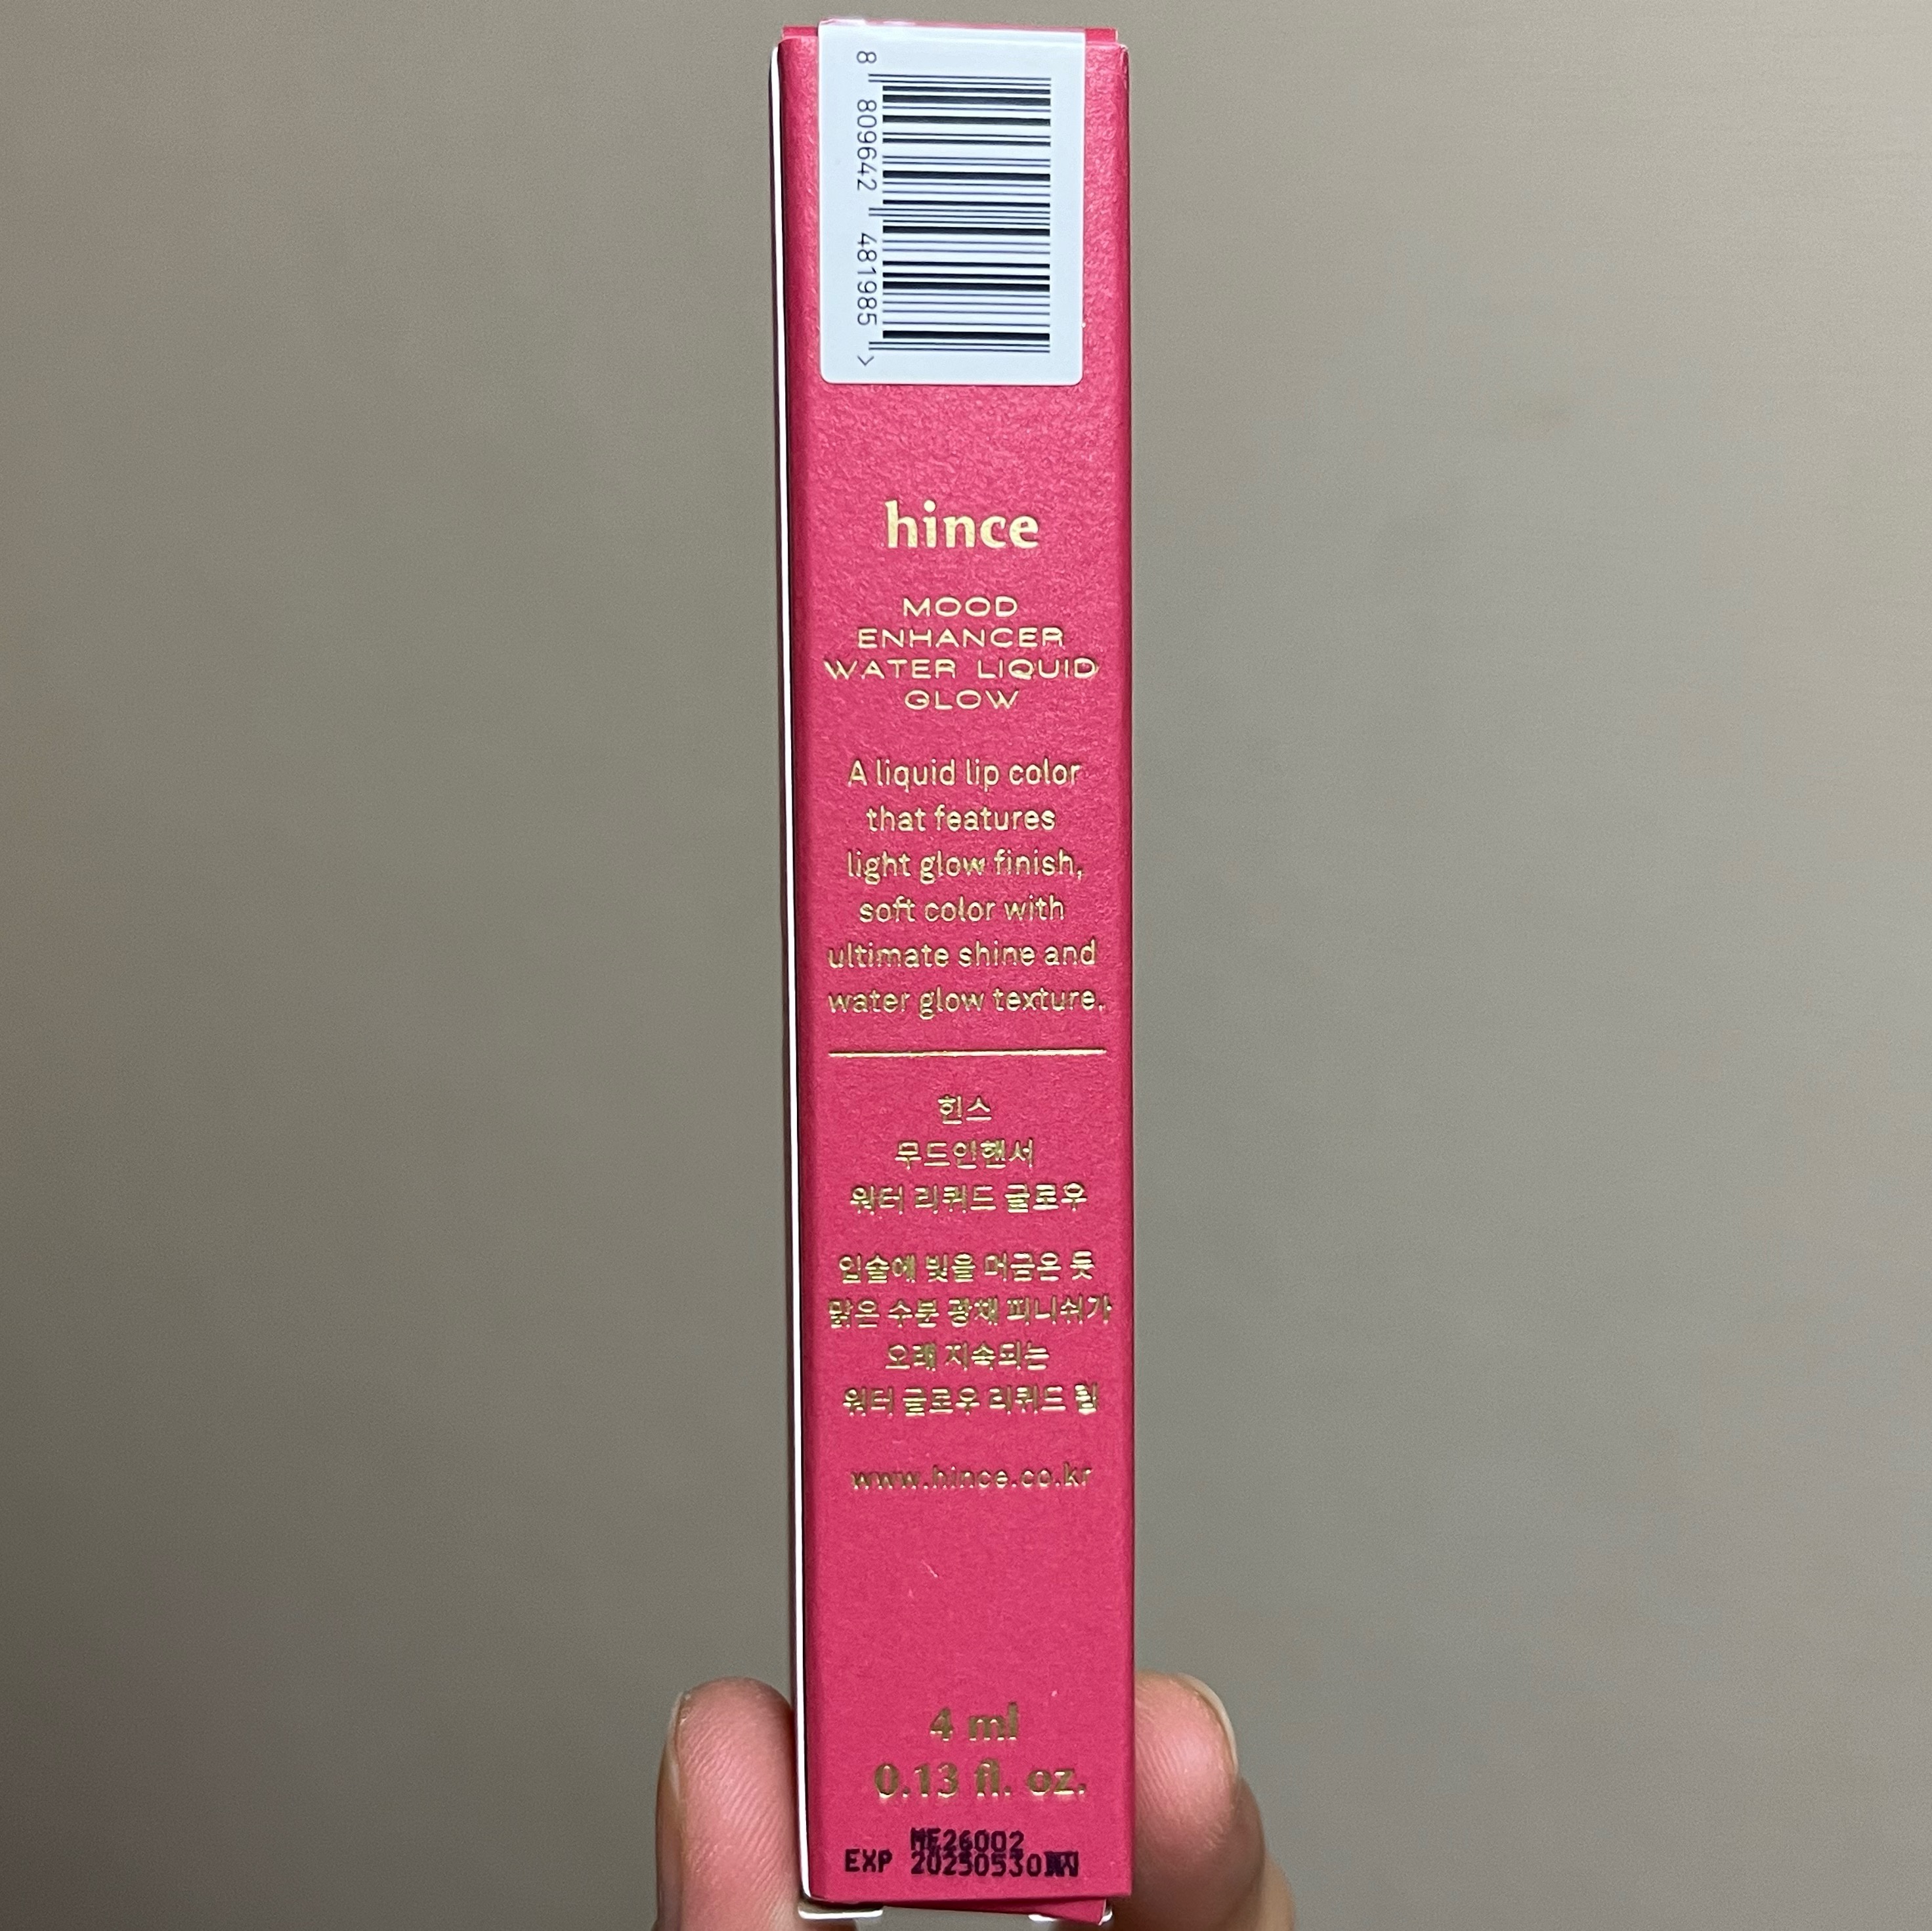 8 809642 481985 >
hince
MOOD
ENHANCER
WATER LIQUID
GLOW
A liquid lip color
that features
light glow finish,
soft color with
ultimate shine and
water glow texture.
힌스
무드인핸서
워터 리퀴드 글로우
입술에 빛을 머금은 듯
맑은 수분 광채 피니쉬가
오래 지속되는
워터 글로우 리퀴드 립
www.hince.co.kr
4 ml
0.13 fl. oz.
ME26002
EXP 20250530